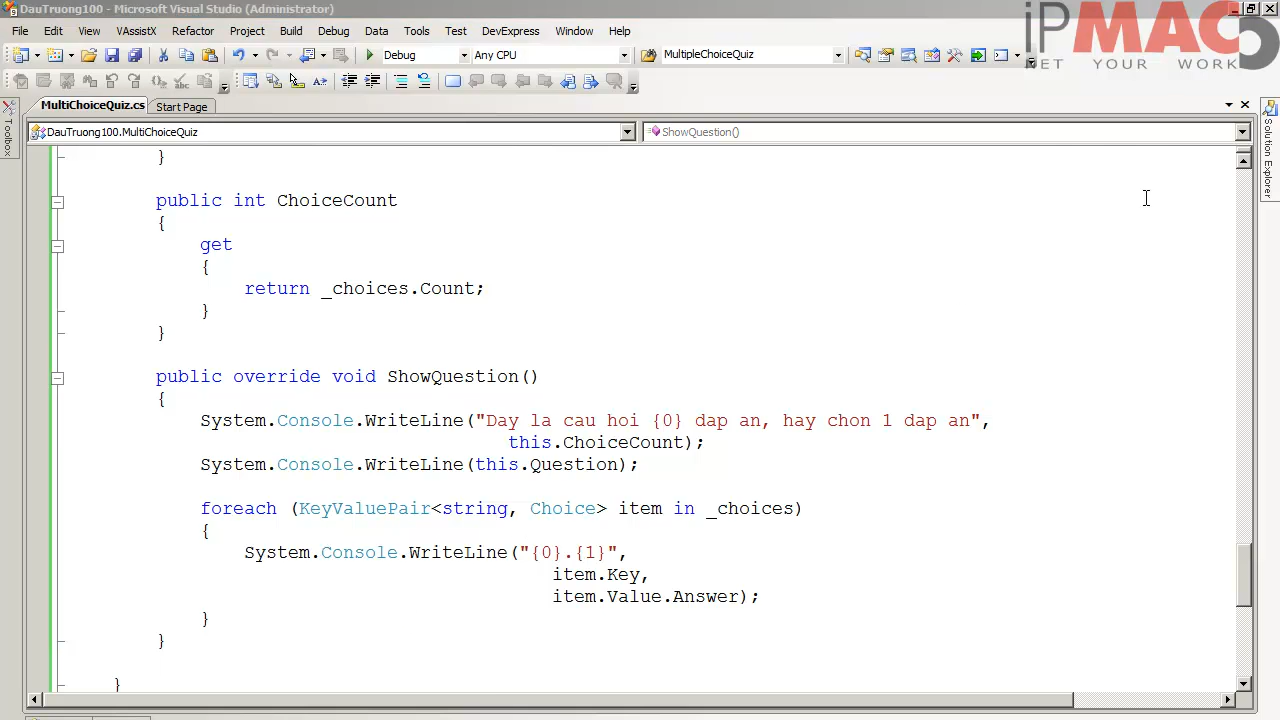 DauTruong100 - Microsoft Visual Studio (Administrator)
iPMAC
NET YOUR WORK
File Edit View VAssistX Refactor Project Build Debug Data Tools Test DevExpress Window Help
Debug Any CPU MultipleChoiceQuiz
MultiChoiceQuiz.cs Start Page
Toolbox
Solution Explorer
DauTruong100.MultiChoiceQuiz ShowQuestion()
}
public int ChoiceCount
{
get
{
return _choices.Count;
}
}
public override void ShowQuestion()
{
System.Console.WriteLine("Day la cau hoi {0} dap an, hay chon 1 dap an",
this.ChoiceCount);
System.Console.WriteLine(this.Question);
foreach (KeyValuePair<string, Choice> item in _choices)
{
System.Console.WriteLine("{0}.{1}",
item.Key,
item.Value.Answer);
}
}
}